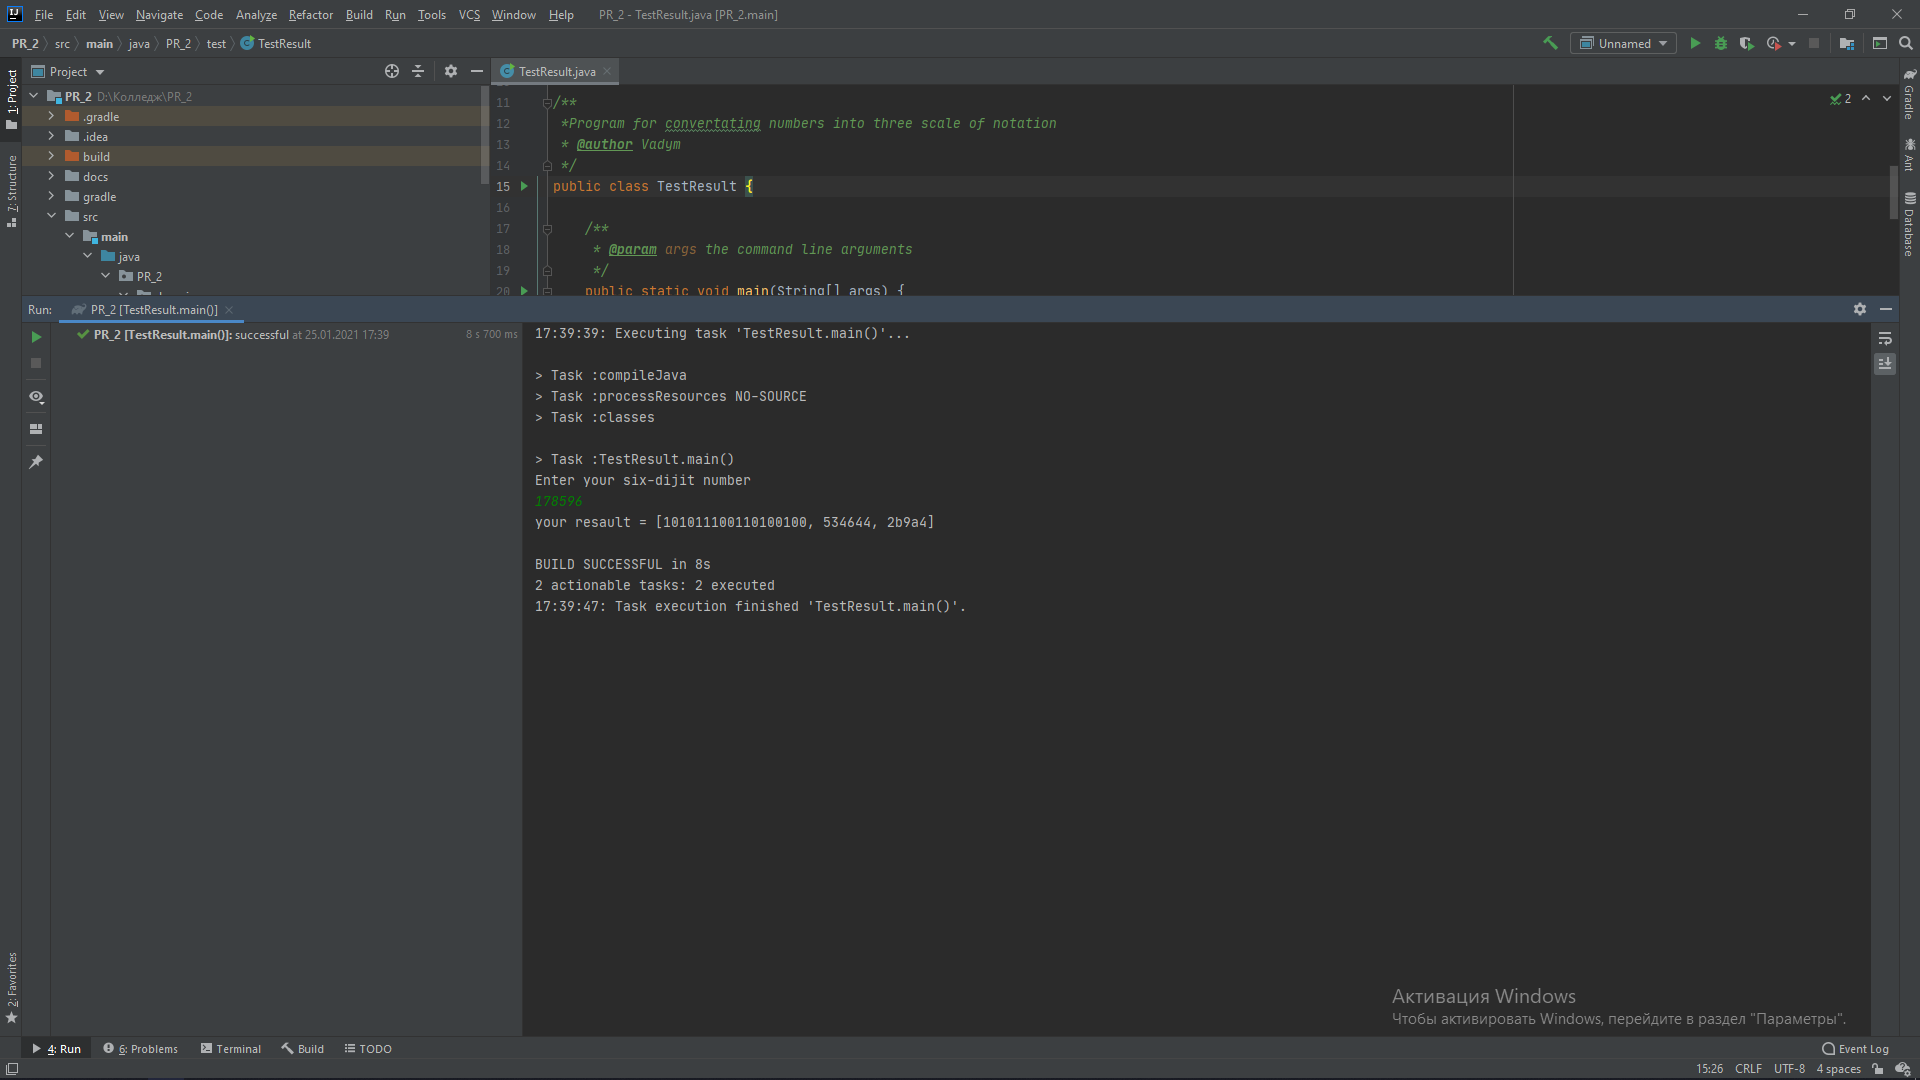 File Edit View Navigate Code Analyze Refactor Build Run Tools VCS Window Help PR_2 - TestResult.java [PR_2.main]
PR_2 src main java PR_2 test TestResult
Unnamed
1: Project
7: Structure
2: Favorites
Project
PR_2 D:\Колледж\PR_2
.gradle
.idea
build
docs
gradle
src
main
java
PR_2
TestResult.java
11 /**
12 *Program for convertating numbers into three scale of notation
13 * @author Vadym
14 */
15 public class TestResult {
16
17 /**
18 * @param args the command line arguments
19 */
20 public static void main(String[] args) {
2
Gradle
Ant
Database
Run: PR_2 [TestResult.main()]
PR_2 [TestResult.main()]: successful at 25.01.2021 17:39 8 s 700 ms
17:39:39: Executing task 'TestResult.main()'...
> Task :compileJava
> Task :processResources NO-SOURCE
> Task :classes
> Task :TestResult.main()
Enter your six-dijit number
178596
your resault = [101011100110100100, 534644, 2b9a4]
BUILD SUCCESSFUL in 8s
2 actionable tasks: 2 executed
17:39:47: Task execution finished 'TestResult.main()'.
Активация Windows
Чтобы активировать Windows, перейдите в раздел "Параметры".
4: Run 6: Problems Terminal Build TODO Event Log
15:26 CRLF UTF-8 4 spaces